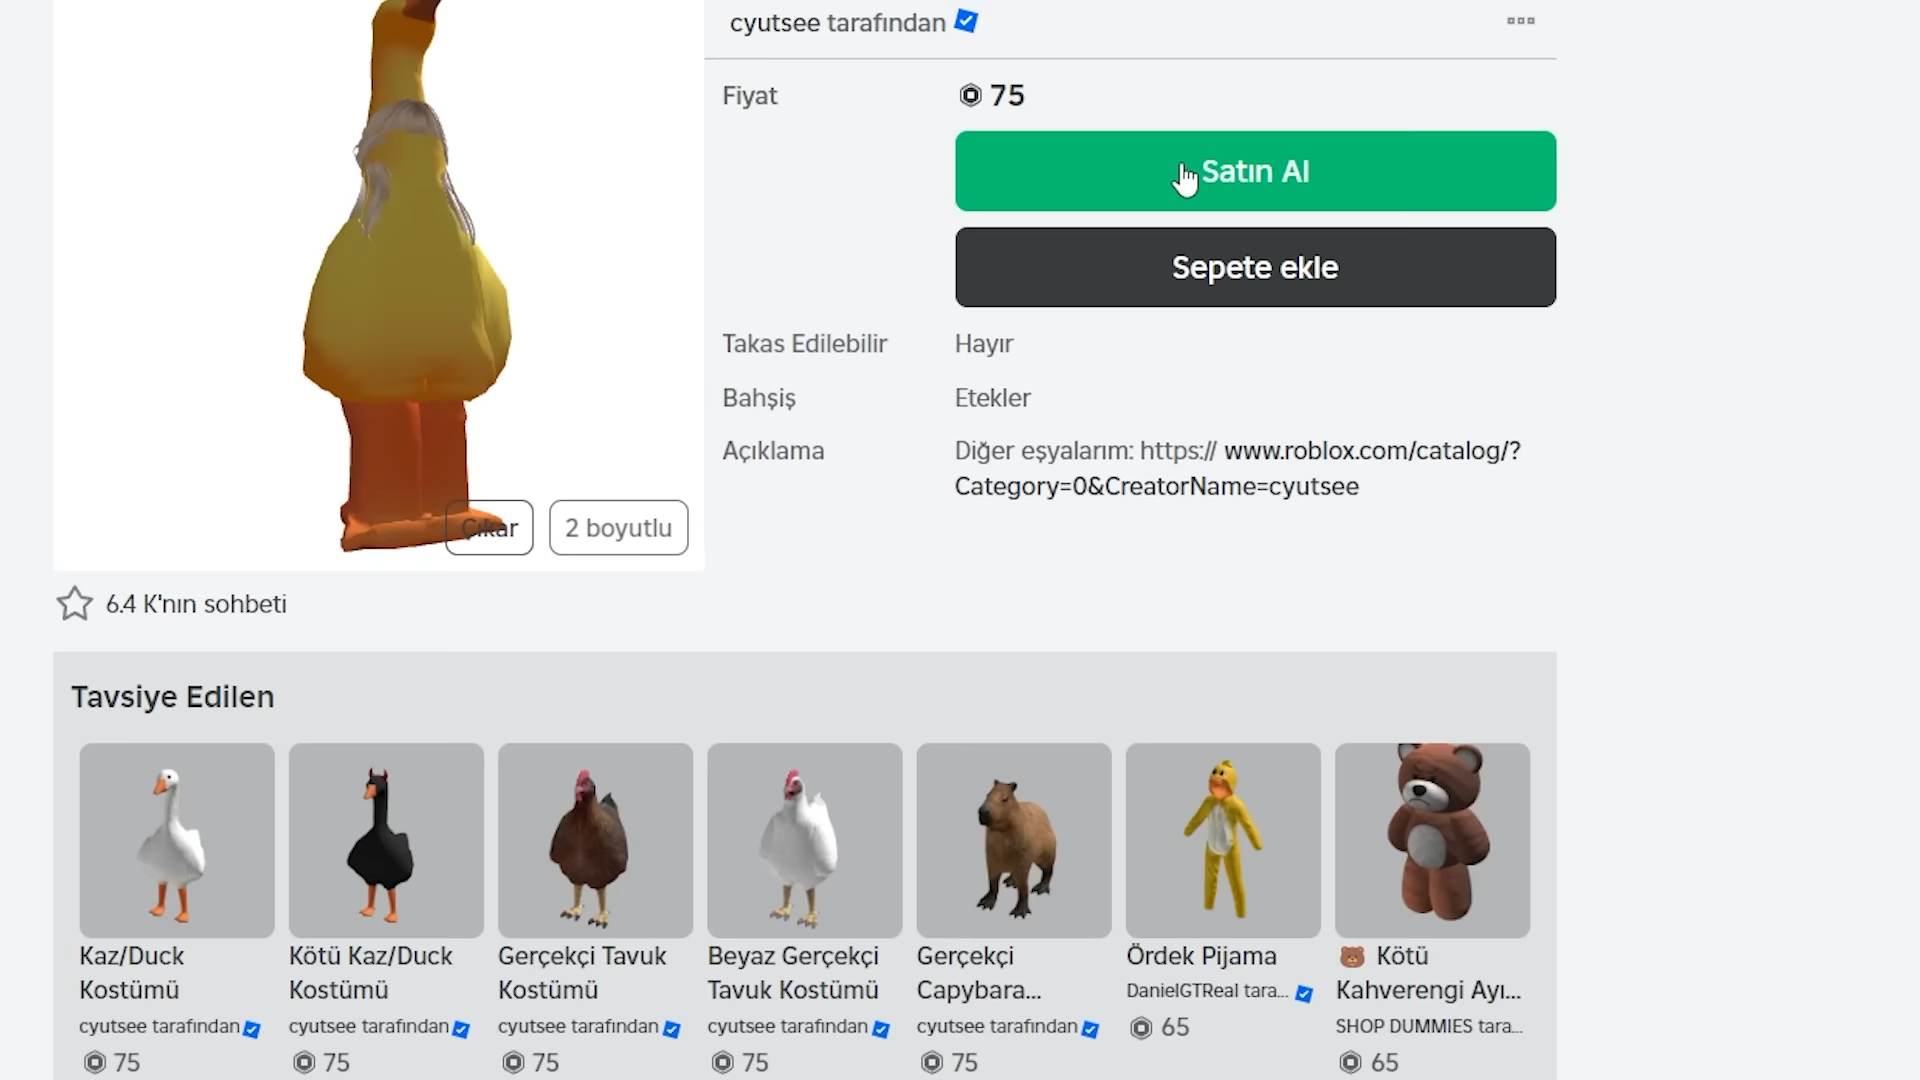 cyutsee tarafından
Fiyat
75
Satın Al
Sepete ekle
Takas Edilebilir
Hayır
Bahşiş
Etekler
Açıklama
Diğer eşyalarım: https:// www.roblox.com/catalog/?
Category=0&CreatorName=cyutsee
Çıkar
2 boyutlu
6.4 K'nın sohbeti
Tavsiye Edilen
Kaz/Duck
Kostümü
cyutsee tarafından
75
Kötü Kaz/Duck
Kostümü
cyutsee tarafından
75
Gerçekçi Tavuk
Kostümü
cyutsee tarafından
75
Beyaz Gerçekçi
Tavuk Kostümü
cyutsee tarafından
75
Gerçekçi
Capybara...
cyutsee tarafından
75
Ördek Pijama
DanielGTReal tara...
65
Kötü
Kahverengi Ayı...
SHOP DUMMIES tara...
65